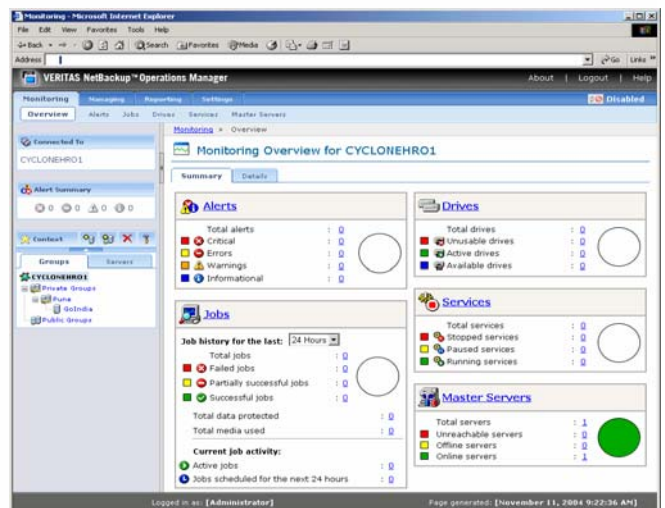 Monitoring - Microsoft Internet Explorer
File Edit View Favorites Tools Help
Back Search Favorites Media
Address Go Links »
VERITAS NetBackup™ Operations Manager About | Logout | Help
Monitoring Managing Reporting Settings Disabled
Overview Alerts Jobs Drives Services Master Servers
Monitoring > Overview
Connected To
CYCLONEHRO1
Alert Summary
0 0 0 0
Context
Groups Servers
CYCLONEHRO1
Private Groups
Pune
GoIndia
Public Groups
Monitoring Overview for CYCLONEHRO1
Summary Details
Alerts
Total alerts : 0
Critical : 0
Errors : 0
Warnings : 0
Informational : 0
Jobs
Job history for the last: 24 Hours
Total jobs : 0
Failed jobs : 0
Partially successful jobs : 0
Successful jobs : 0
Total data protected : 0
Total media used : 0
Current job activity:
Active jobs : 0
Jobs scheduled for the next 24 hours : 0
Drives
Total drives : 0
Unusable drives : 0
Active drives : 0
Available drives : 0
Services
Total services : 0
Stopped services : 0
Paused services : 0
Running services : 0
Master Servers
Total servers : 1
Unreachable servers : 0
Offline servers : 0
Online servers : 1
Logged in as: [Administrator] Page generated: [November 11, 2004 9:22:36 AM]